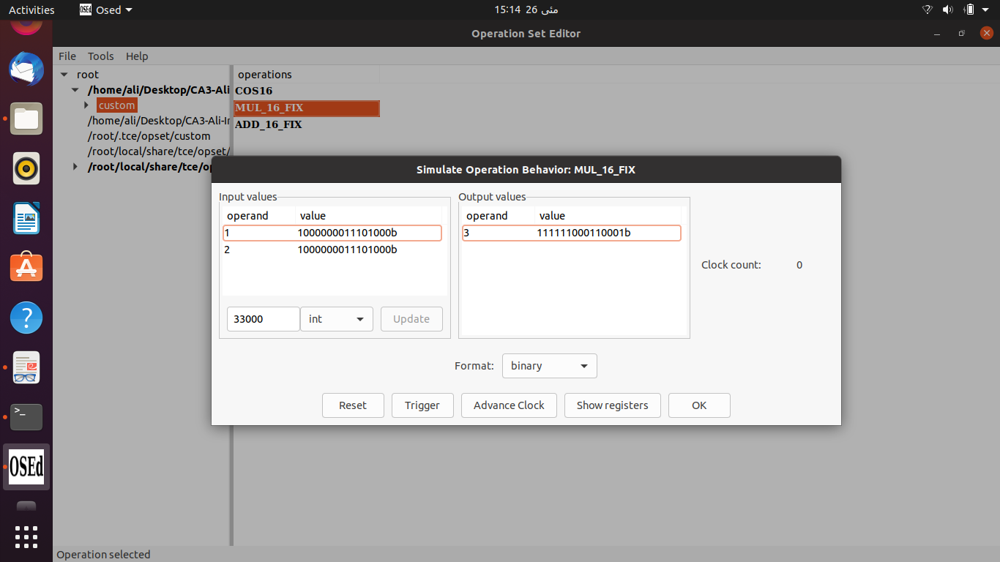 Activities OSEd Osed 15:14 26 مئی
Operation Set Editor
File Tools Help
root
/home/ali/Desktop/CA3-Ali
custom
/home/ali/Desktop/CA3-Ali-Ir
/root/.tce/opset/custom
/root/local/share/tce/opset/
/root/local/share/tce/op
operations
COS16
MUL_16_FIX
ADD_16_FIX
Simulate Operation Behavior: MUL_16_FIX
Input values
operand value
1 1000000011101000b
2 1000000011101000b
33000 int Update
Output values
operand value
3 111111000110001b
Clock count: 0
Format: binary
Reset Trigger Advance Clock Show registers OK
>_
OSEd
Operation selected